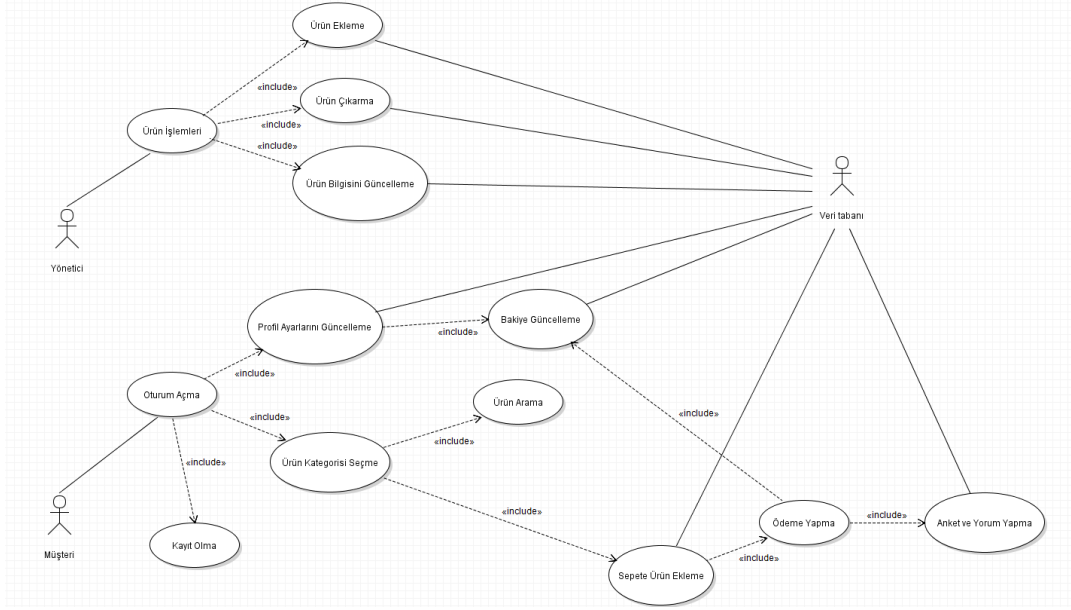 Ürün Ekleme
«include»
Ürün Çıkarma
«include»
Ürün İşlemleri
«include»
Ürün Bilgisini Güncelleme
Veri tabanı
Yönetici
Profil Ayarlarını Güncelleme
«include»
Bakiye Güncelleme
«include»
Oturum Açma
«include»
Ürün Arama
«include»
«include»
Ürün Kategorisi Seçme
«include»
«include»
Müşteri
Kayıt Olma
Ödeme Yapma
«include»
Anket ve Yorum Yapma
«include»
Sepete Ürün Ekleme